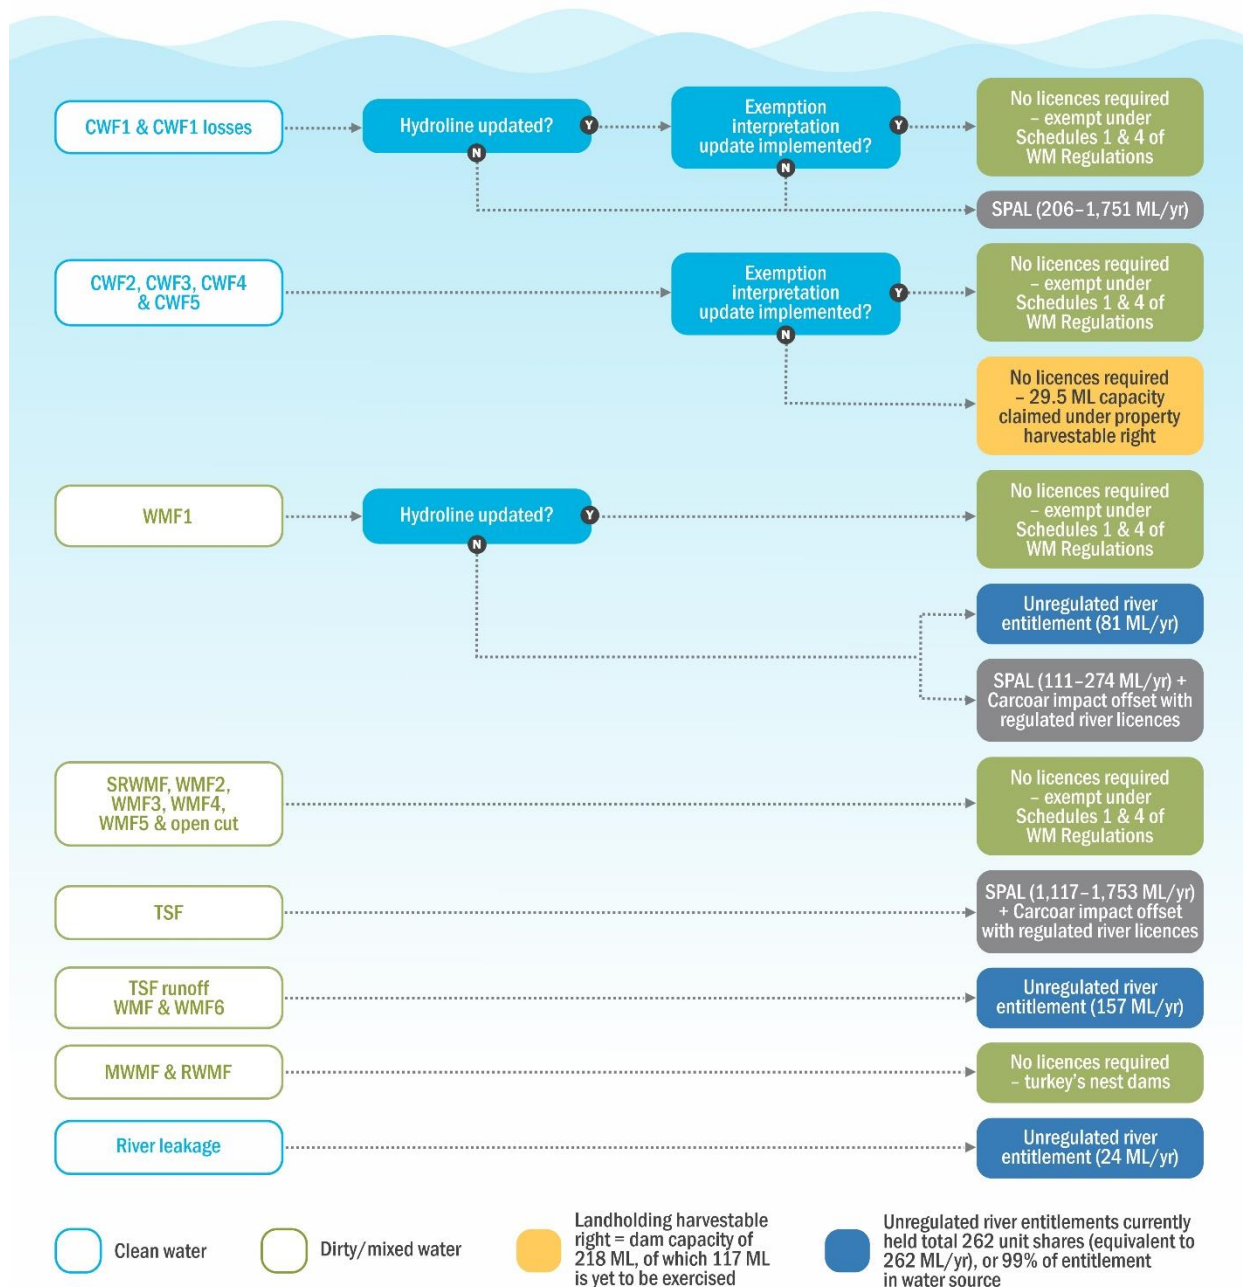 CWF1 & CWF1 losses
Hydroline updated?
Y
N
Exemption
interpretation
update implemented?
Y
N
No licences required
– exempt under
Schedules 1 & 4 of
WM Regulations
SPAL (206–1,751 ML/yr)
CWF2, CWF3, CWF4
& CWF5
Exemption
interpretation
update implemented?
Y
N
No licences required
– exempt under
Schedules 1 & 4 of
WM Regulations
No licences required
– 29.5 ML capacity
claimed under property
harvestable right
WMF1
Hydroline updated?
Y
N
No licences required
– exempt under
Schedules 1 & 4 of
WM Regulations
Unregulated river
entitlement (81 ML/yr)
SPAL (111–274 ML/yr) +
Carcoar impact offset with
regulated river licences
SRWMF, WMF2,
WMF3, WMF4,
WMF5 & open cut
No licences required
– exempt under
Schedules 1 & 4 of
WM Regulations
TSF
SPAL (1,117–1,753 ML/yr)
+ Carcoar impact offset
with regulated river licences
TSF runoff
WMF & WMF6
Unregulated river
entitlement (157 ML/yr)
MWMF & RWMF
No licences required
– turkey's nest dams
River leakage
Unregulated river
entitlement (24 ML/yr)
Clean water
Dirty/mixed water
Landholding harvestable
right = dam capacity of
218 ML, of which 117 ML
is yet to be exercised
Unregulated river entitlements currently
held total 262 unit shares (equivalent to
262 ML/yr), or 99% of entitlement
in water source